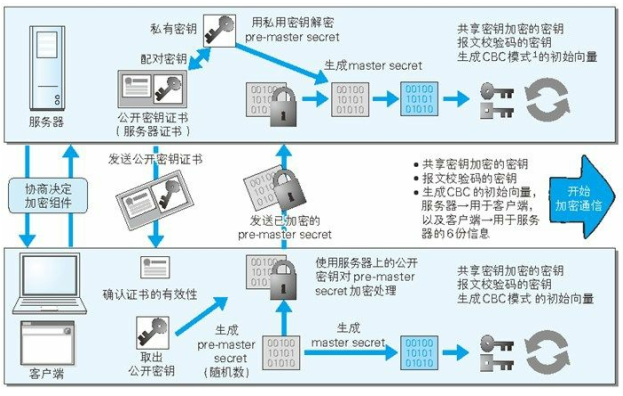 私有密钥
用私用密钥解密
pre-master secret
共享密钥加密的密钥
报文校验码的密钥
生成CBC模式¹的初始向量
配对密钥
生成master secret
00100
10101
01010
00100
10101
01010
服务器
公开密钥证书
(服务器证书)
发送公开密钥证书
协商决定
加密组件
发送已加密的
pre-master secret
• 共享密钥加密的密钥
• 报文校验码的密钥
• 生成CBC的初始向量,
服务器→用于客户端,
以及客户端→用于服务
器的6份信息
开始
加密通信
确认证书的有效性
使用服务器上的公开
密钥对pre-master
secret加密处理
共享密钥加密的密钥
报文校验码的密钥
生成CBC模式 的初始向量
取出
公开密钥
生成
pre-master
secret
(随机数)
00100
10101
01010
生成
master secret
00100
10101
01010
客户端